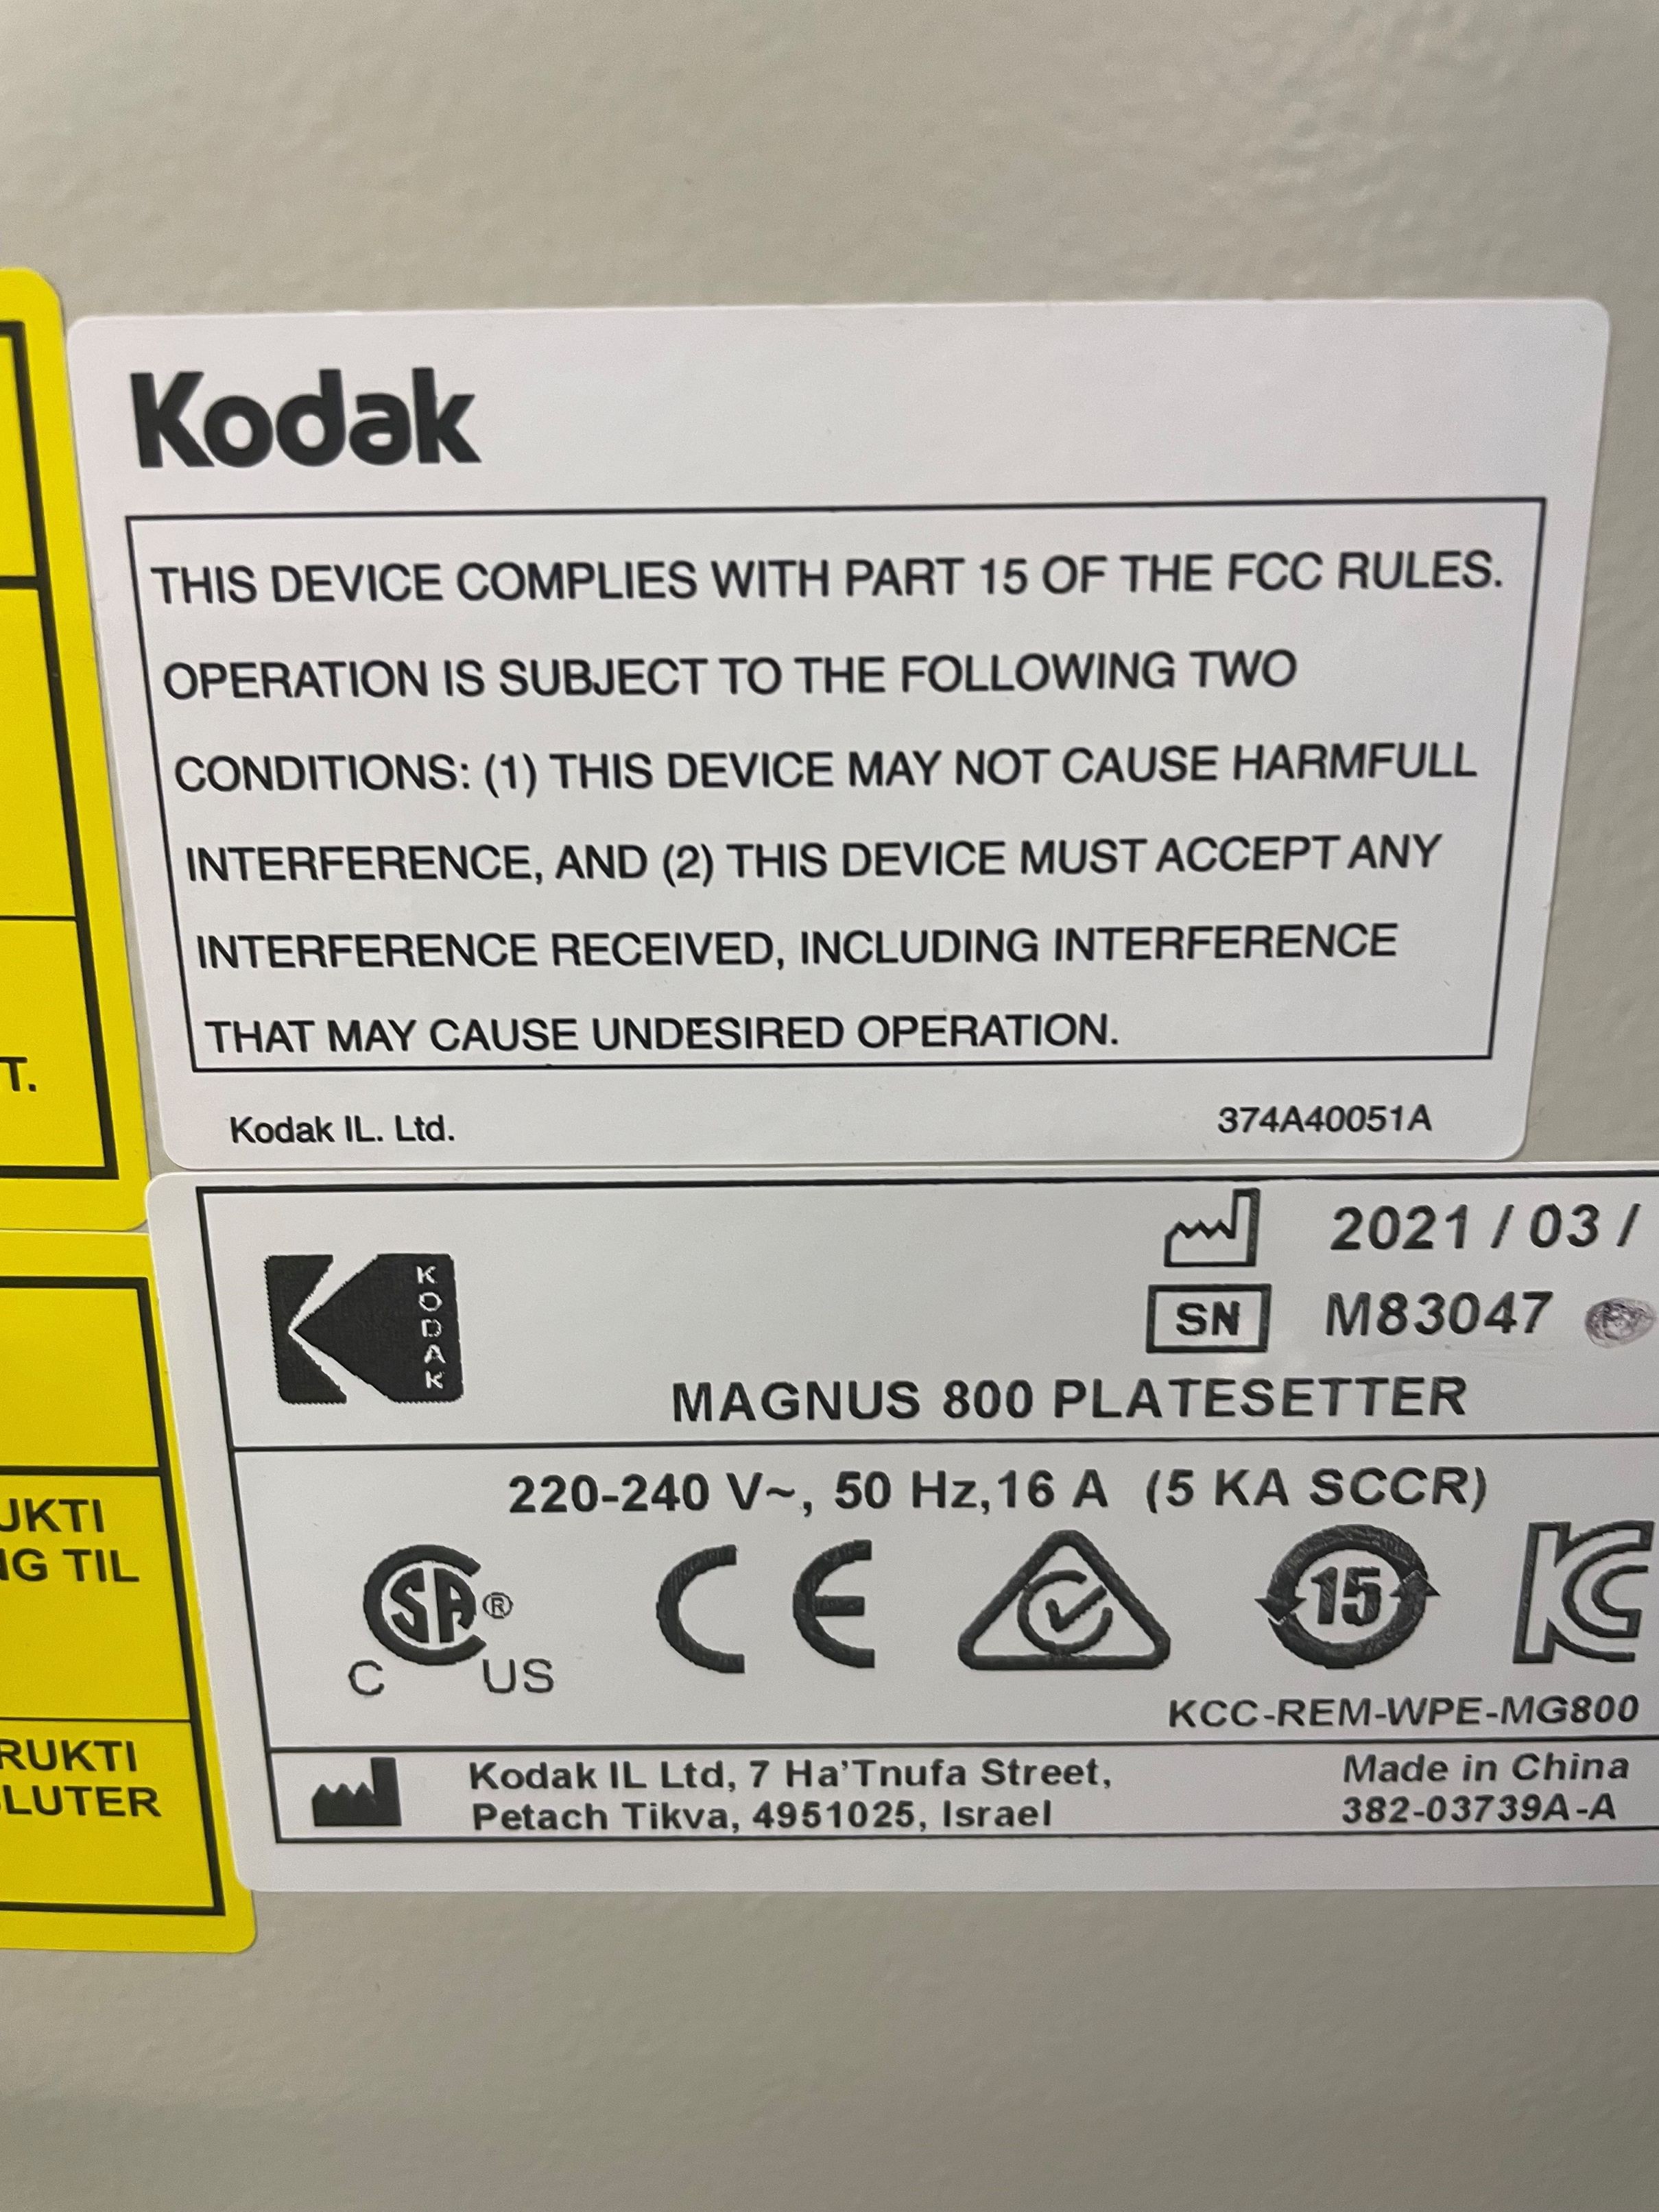 Kodak
THIS DEVICE COMPLIES WITH PART 15 OF THE FCC RULES.
OPERATION IS SUBJECT TO THE FOLLOWING TWO
CONDITIONS: (1) THIS DEVICE MAY NOT CAUSE HARMFULL
INTERFERENCE, AND (2) THIS DEVICE MUST ACCEPT ANY
INTERFERENCE RECEIVED, INCLUDING INTERFERENCE
THAT MAY CAUSE UNDESIRED OPERATION.
Kodak IL. Ltd. 374A40051A
T.
2021 / 03 /
KODAK
SN M83047
MAGNUS 800 PLATESETTER
220-240 V~, 50 Hz,16 A (5 KA SCCR)
SA®
C US
CE
15
KC
KCC-REM-WPE-MG800
Kodak IL Ltd, 7 Ha'Tnufa Street,
Petach Tikva, 4951025, Israel
Made in China
382-03739A-A
UKTI
IG TIL
RUKTI
LUTER